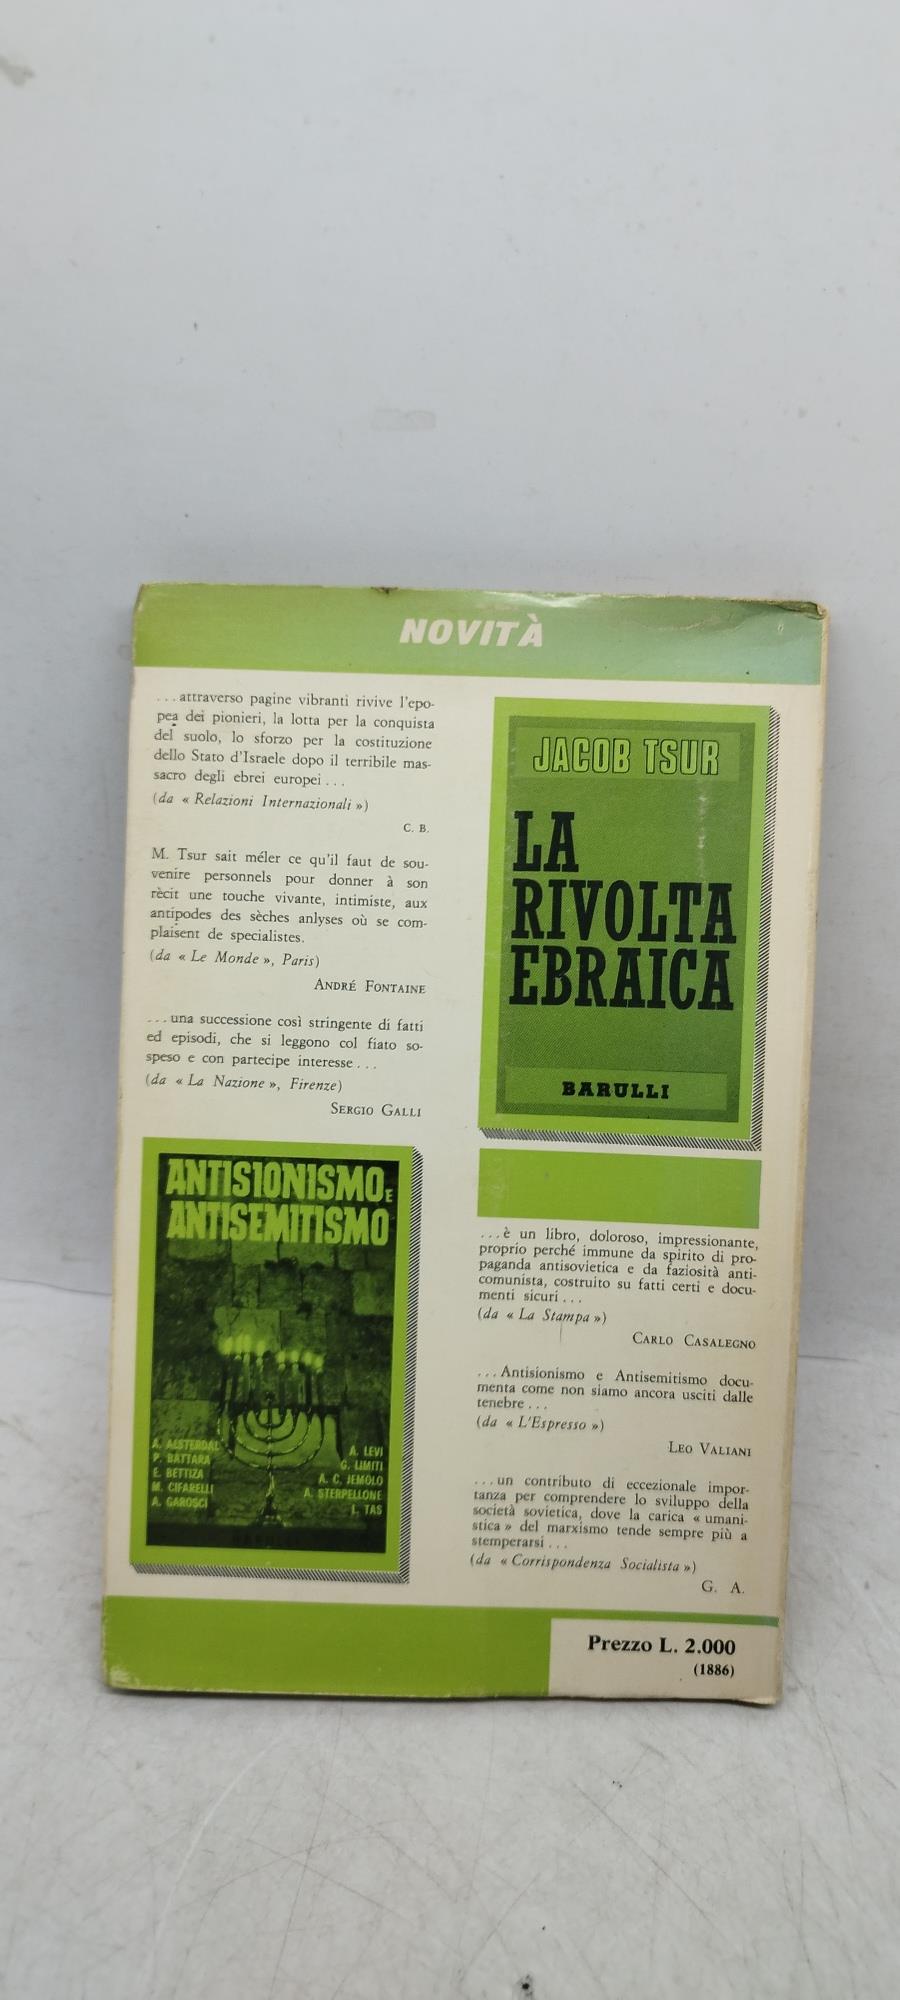 NOVITÀ
...attraverso pagine vibranti rivive l'epo-
pea dei pionieri, la lotta per la conquista
del suolo, lo sforzo per la costituzione
dello Stato d'Israele dopo il terribile mas-
sacro degli ebrei europei...
(da « Relazioni Internazionali »)
C. B.
M. Tsur sait méler ce qu'il faut de sou-
venire personnels pour donner à son
rècit une touche vivante, intimiste, aux
antipodes des sèches anlyses où se com-
plaisent de specialistes.
(da « Le Monde », Paris)
ANDRÉ FONTAINE
...una successione così stringente di fatti
ed episodi, che si leggono col fiato so-
speso e con partecipe interesse...
(da « La Nazione », Firenze)
SERGIO GALLI
JACOB TSUR
LA
RIVOLTA
EBRAICA
BARULLI
ANTISIONISMO E
ANTISEMITISMO
A. ALSTERDAL
P. BATTARA
E. BETTIZA
M. CIFARELLI
A. GAROSCI
A. LEVI
G. LIMITI
A. C. JEMOLO
A. STERPELLONE
L. TAS
...è un libro, doloroso, impressionante,
proprio perché immune da spirito di pro-
paganda antisovietica e da faziosità anti-
comunista, costruito su fatti certi e docu-
menti sicuri...
(da « La Stampa »)
CARLO CASALEGNO
...Antisionismo e Antisemitismo docu-
menta come non siamo ancora usciti dalle
tenebre...
(da « L'Espresso »)
LEO VALIANI
...un contributo di eccezionale impor-
tanza per comprendere lo sviluppo della
società sovietica, dove la carica « umani-
stica » del marxismo tende sempre più a
stemperarsi...
(da « Corrispondenza Socialista »)
G. A.
Prezzo L. 2.000
(1886)